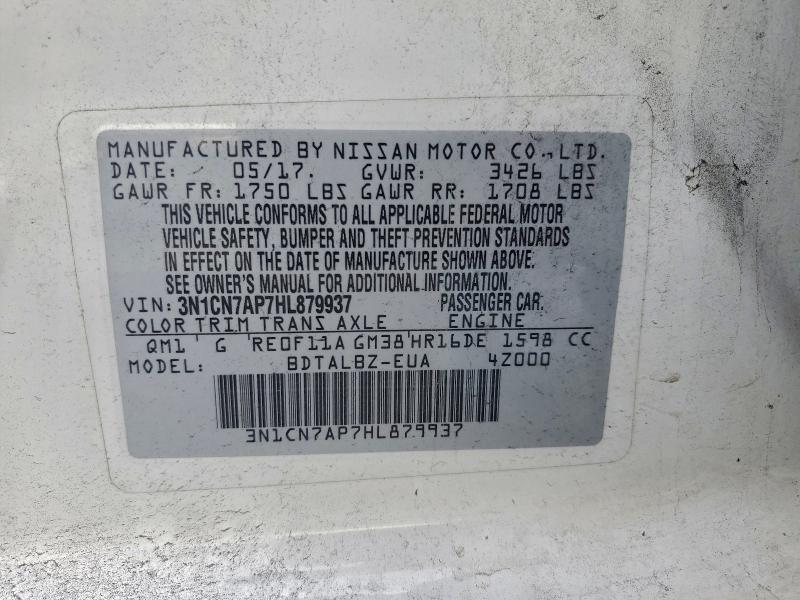 MANUFACTURED BY NISSAN MOTOR CO., LTD.
DATE: 05/17. GVWR: 3426 LBS
GAWR FR: 1750 LBS GAWR RR: 1708 LBS
THIS VEHICLE CONFORMS TO ALL APPLICABLE FEDERAL MOTOR
VEHICLE SAFETY, BUMPER AND THEFT PREVENTION STANDARDS
IN EFFECT ON THE DATE OF MANUFACTURE SHOWN ABOVE.
SEE OWNER'S MANUAL FOR ADDITIONAL INFORMATION.
VIN: 3N1CN7AP7HL879937 PASSENGER CAR.
COLOR TRIM TRANS AXLE ENGINE
QM1 G RE0F11A GM38 HR16DE 1598 CC
MODEL: BDTALBZ-EUA 4Z000
3N1CN7AP7HL879937